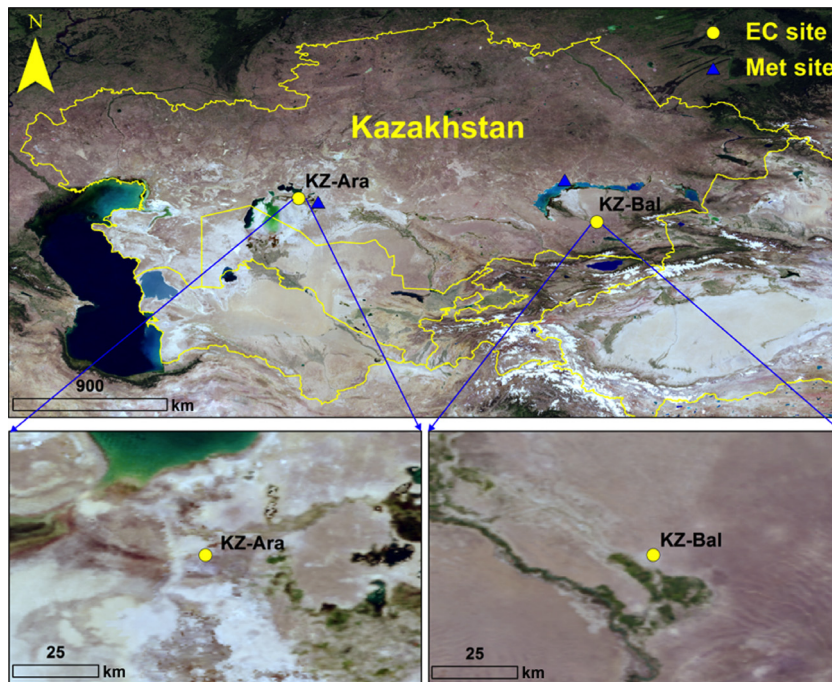 N
EC site
Met site
Kazakhstan
KZ-Ara
KZ-Bal
900
km
KZ-Ara
25
km
KZ-Bal
25
km